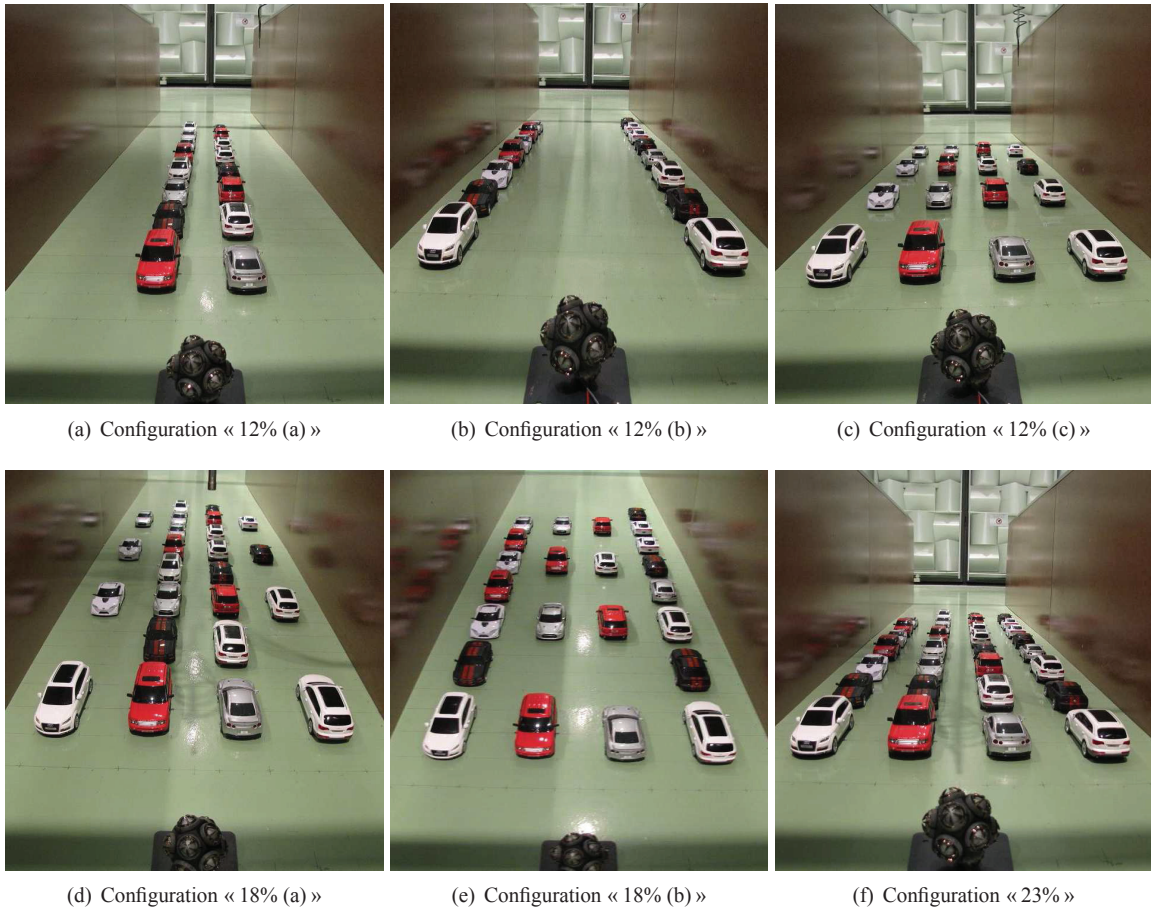 (a) Configuration « 12% (a) »
(b) Configuration « 12% (b) »
(c) Configuration « 12% (c) »
(d) Configuration « 18% (a) »
(e) Configuration « 18% (b) »
(f) Configuration « 23% »